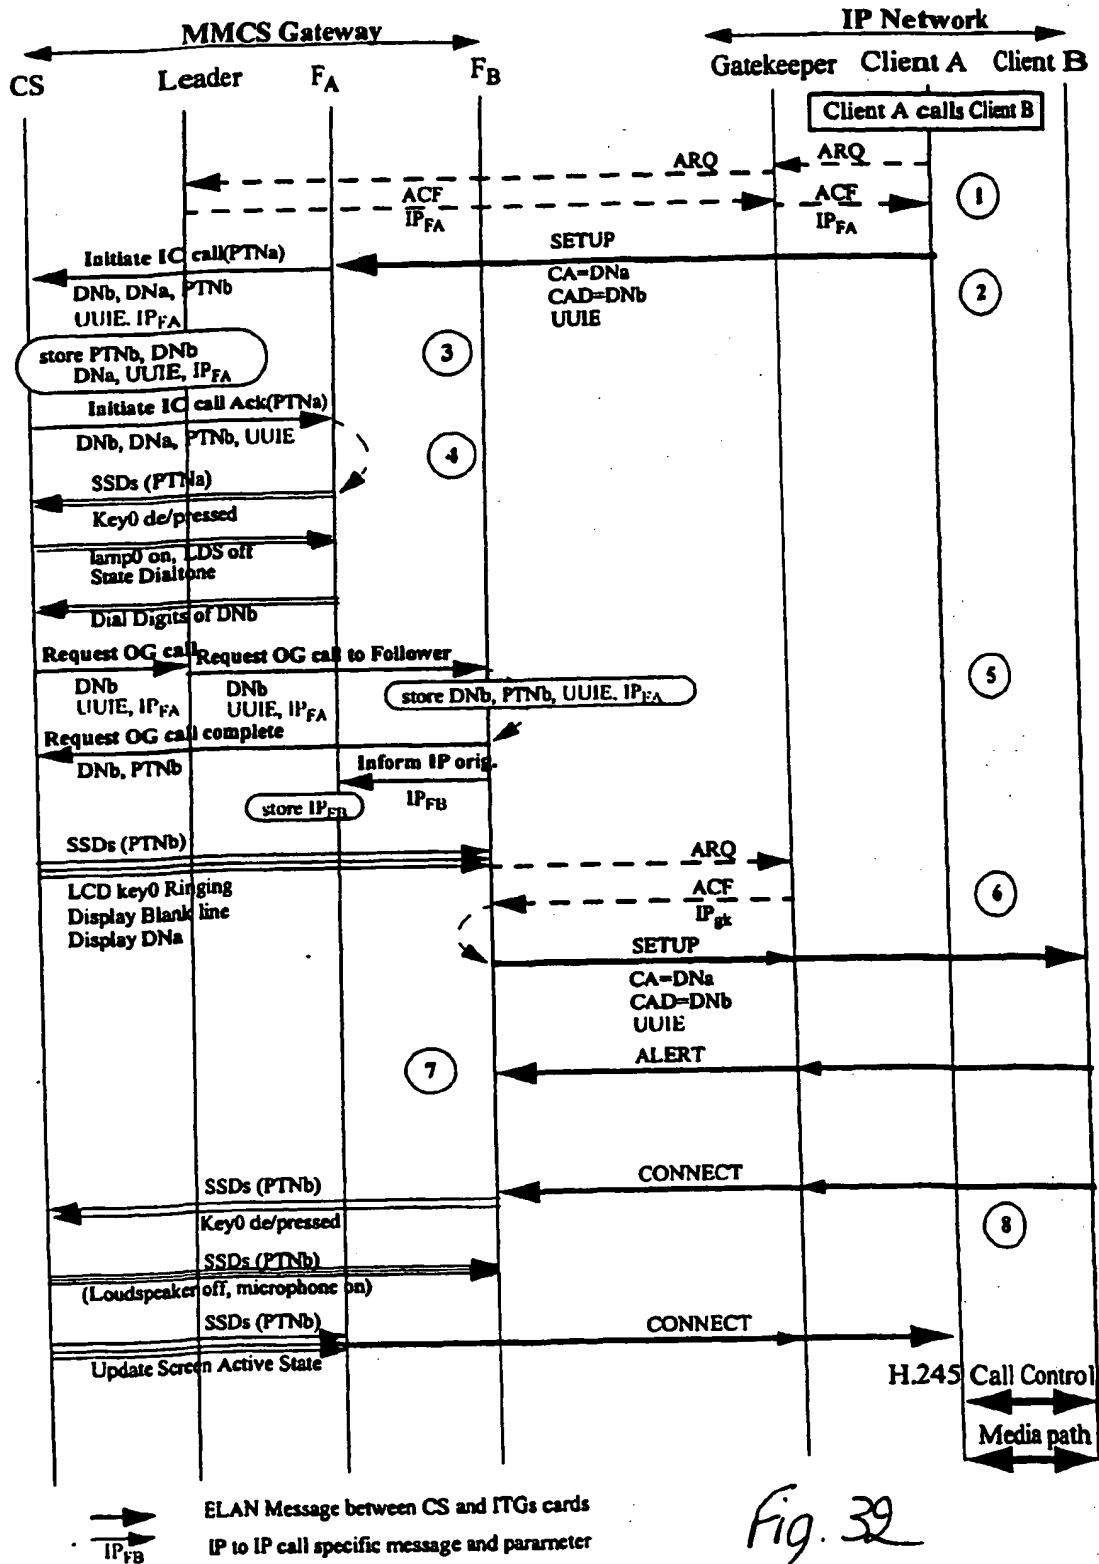 MMCS Gateway
IP Network
CS Leader FA FB Gatekeeper Client A Client B
Client A calls Client B
ARQ ARQ
ACF ACF
IPFA IPFA
1
SETUP
Initiate IC call(PTNa)
CA=DNa
DNb, DNa, PTNb
CAD=DNb
2
UUIE. IPFA
UUIE
store PTNb, DNb
DNa, UUIE, IPFA
3
Initiate IC call Ack(PTNa)
DNb, DNa, PTNb, UUIE
4
SSDs (PTNa)
Key0 de/pressed
lamp0 on, LDS off
State Dialtone
Dial Digits of DNb
Request OG call Request OG call to Follower
5
DNb DNb
UUIE, IPFA UUIE, IPFA
store DNb, PTNb, UUIE. IPFA
Request OG call complete
DNb, PTNb
Inform IP orig.
IPFB
store IPFB
SSDs (PTNb)
ARQ
LCD key0 Ringing
ACF
6
Display Blank line
IPgk
Display DNa
SETUP
CA=DNa
CAD=DNb
UUIE
7
ALERT
CONNECT
SSDs (PTNb)
Key0 de/pressed
8
SSDs (PTNb)
(Loudspeaker off, microphone on)
SSDs (PTNb)
CONNECT
Update Screen Active State
H.245 Call Control
Media path
ELAN Message between CS and ITGs cards
IPFB IP to IP call specific message and parameter
Fig. 32